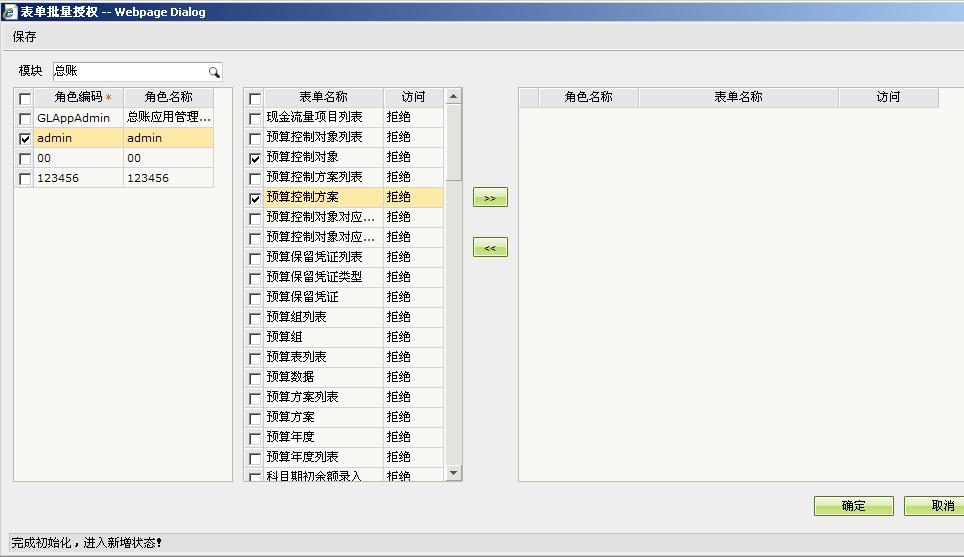 表单批量授权 -- Webpage Dialog
保存
模块 总账
角色编码 * 角色名称
GLAppAdmin 总账应用管理...
admin admin
00 00
123456 123456
表单名称 访问
现金流量项目列表 拒绝
预算控制对象列表 拒绝
预算控制对象 拒绝
预算控制方案列表 拒绝
预算控制方案 拒绝
预算控制对象对应... 拒绝
预算控制对象对应... 拒绝
预算保留凭证列表 拒绝
预算保留凭证类型 拒绝
预算保留凭证 拒绝
预算组列表 拒绝
预算组 拒绝
预算表列表 拒绝
预算数据 拒绝
预算方案列表 拒绝
预算方案 拒绝
预算年度 拒绝
预算年度列表 拒绝
科目期初余额录入 拒绝
>>
<<
角色名称 表单名称 访问
确定 取消
完成初始化，进入新增状态！